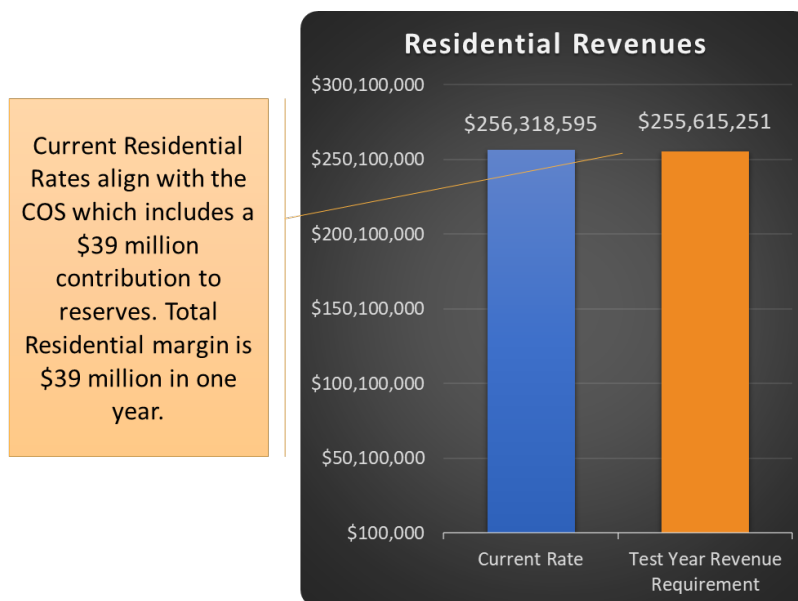 Current Residential
Rates align with the
COS which includes a
$39 million
contribution to
reserves. Total
Residential margin is
$39 million in one
year.
Residential Revenues
$300,100,000
$250,100,000
$200,100,000
$150,100,000
$100,100,000
$50,100,000
$100,000
$256,318,595
$255,615,251
Current Rate
Test Year Revenue
Requirement